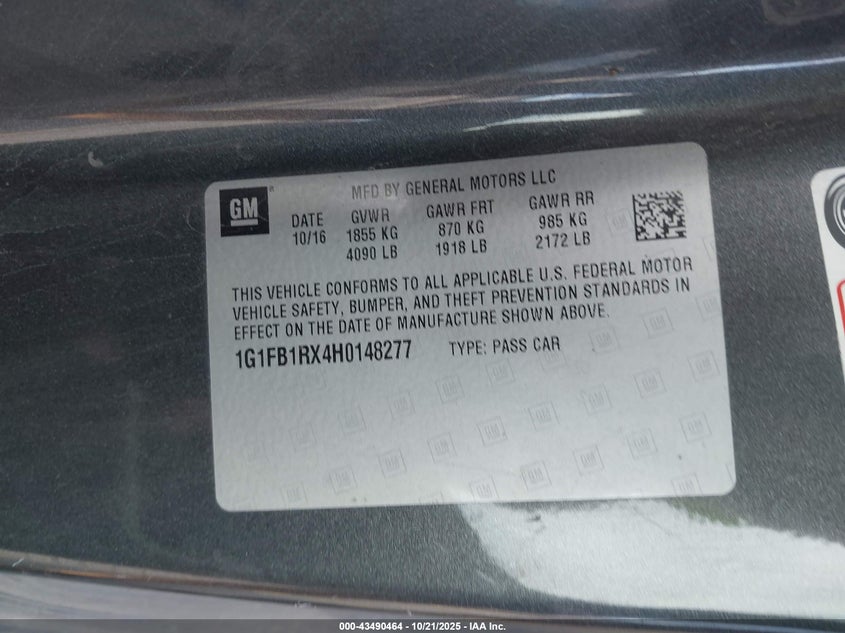 GM
MFD BY GENERAL MOTORS LLC
DATE GVWR GAWR FRT GAWR RR
10/16 1855 KG 870 KG 985 KG
4090 LB 1918 LB 2172 LB
THIS VEHICLE CONFORMS TO ALL APPLICABLE U.S. FEDERAL MOTOR
VEHICLE SAFETY, BUMPER, AND THEFT PREVENTION STANDARDS IN
EFFECT ON THE DATE OF MANUFACTURE SHOWN ABOVE.
1G1FB1RX4H0148277 TYPE: PASS CAR
000-43490464 - 10/21/2025 - IAA Inc.